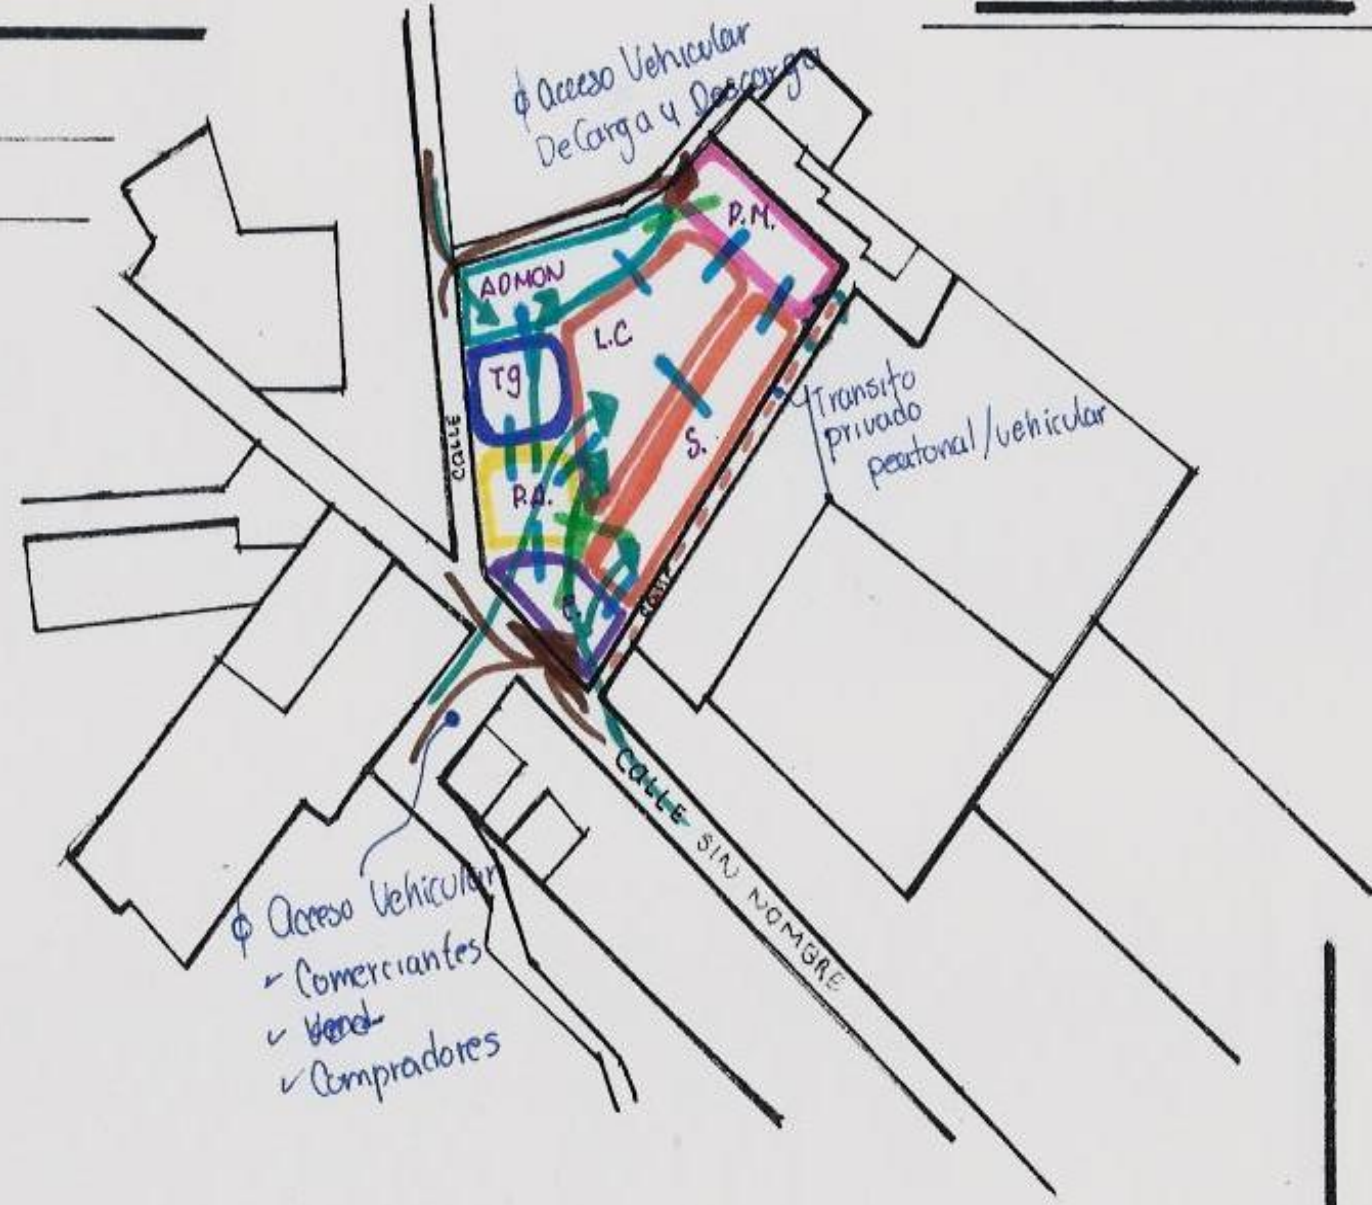 Acceso Vehicular
De Carga y Descarga
P.M.
ADMON
L.C
Tg
CALLE
S.
P.A.
E.
CALLE
Transito
privado
peatonal/vehicular
CALLE SIN NOMBRE
Acceso Vehicular
✓ Comerciantes
✓ Vend
✓ Compradores